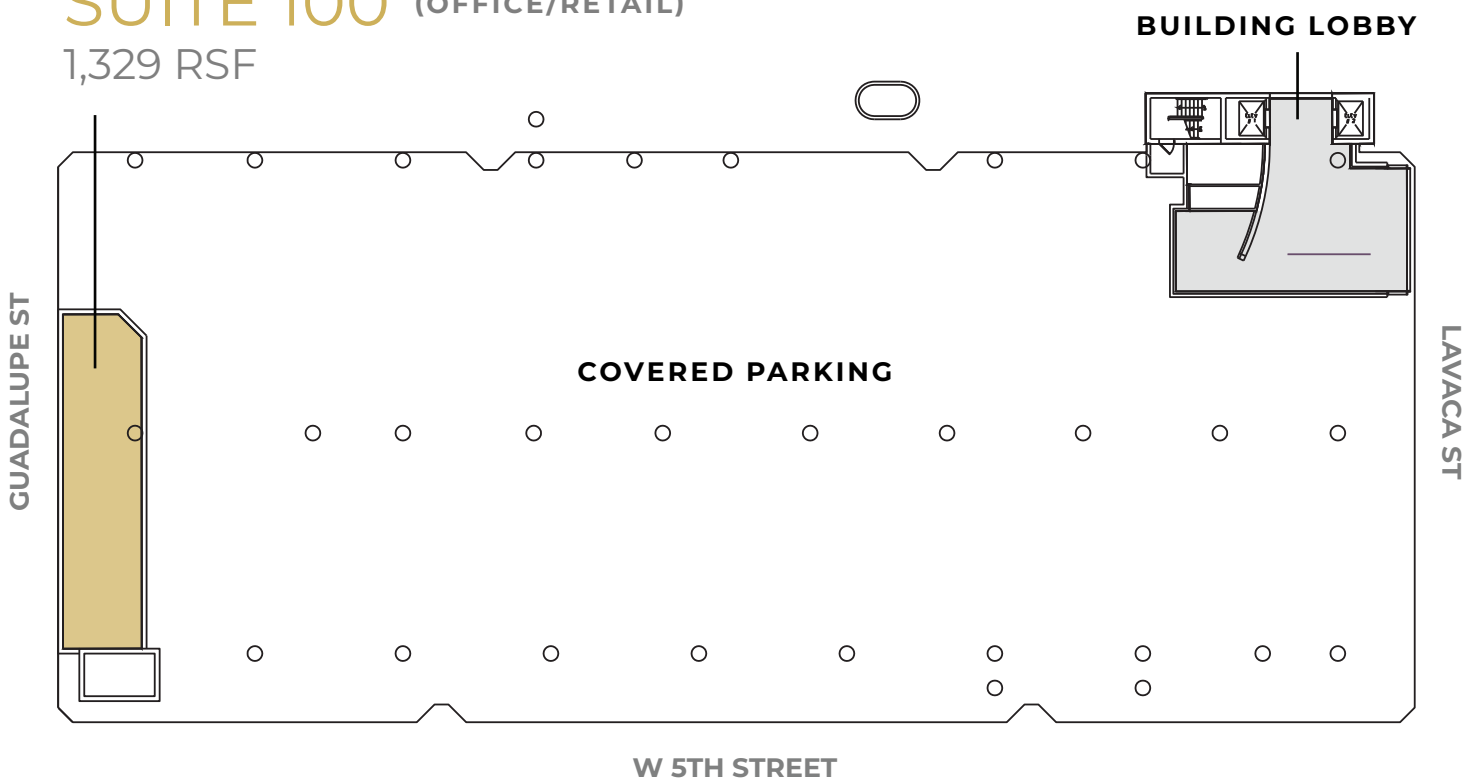 SUITE 100 (OFFICE/RETAIL)
1,329 RSF
BUILDING LOBBY
GUADALUPE ST
COVERED PARKING
LAVACA ST
W 5TH STREET